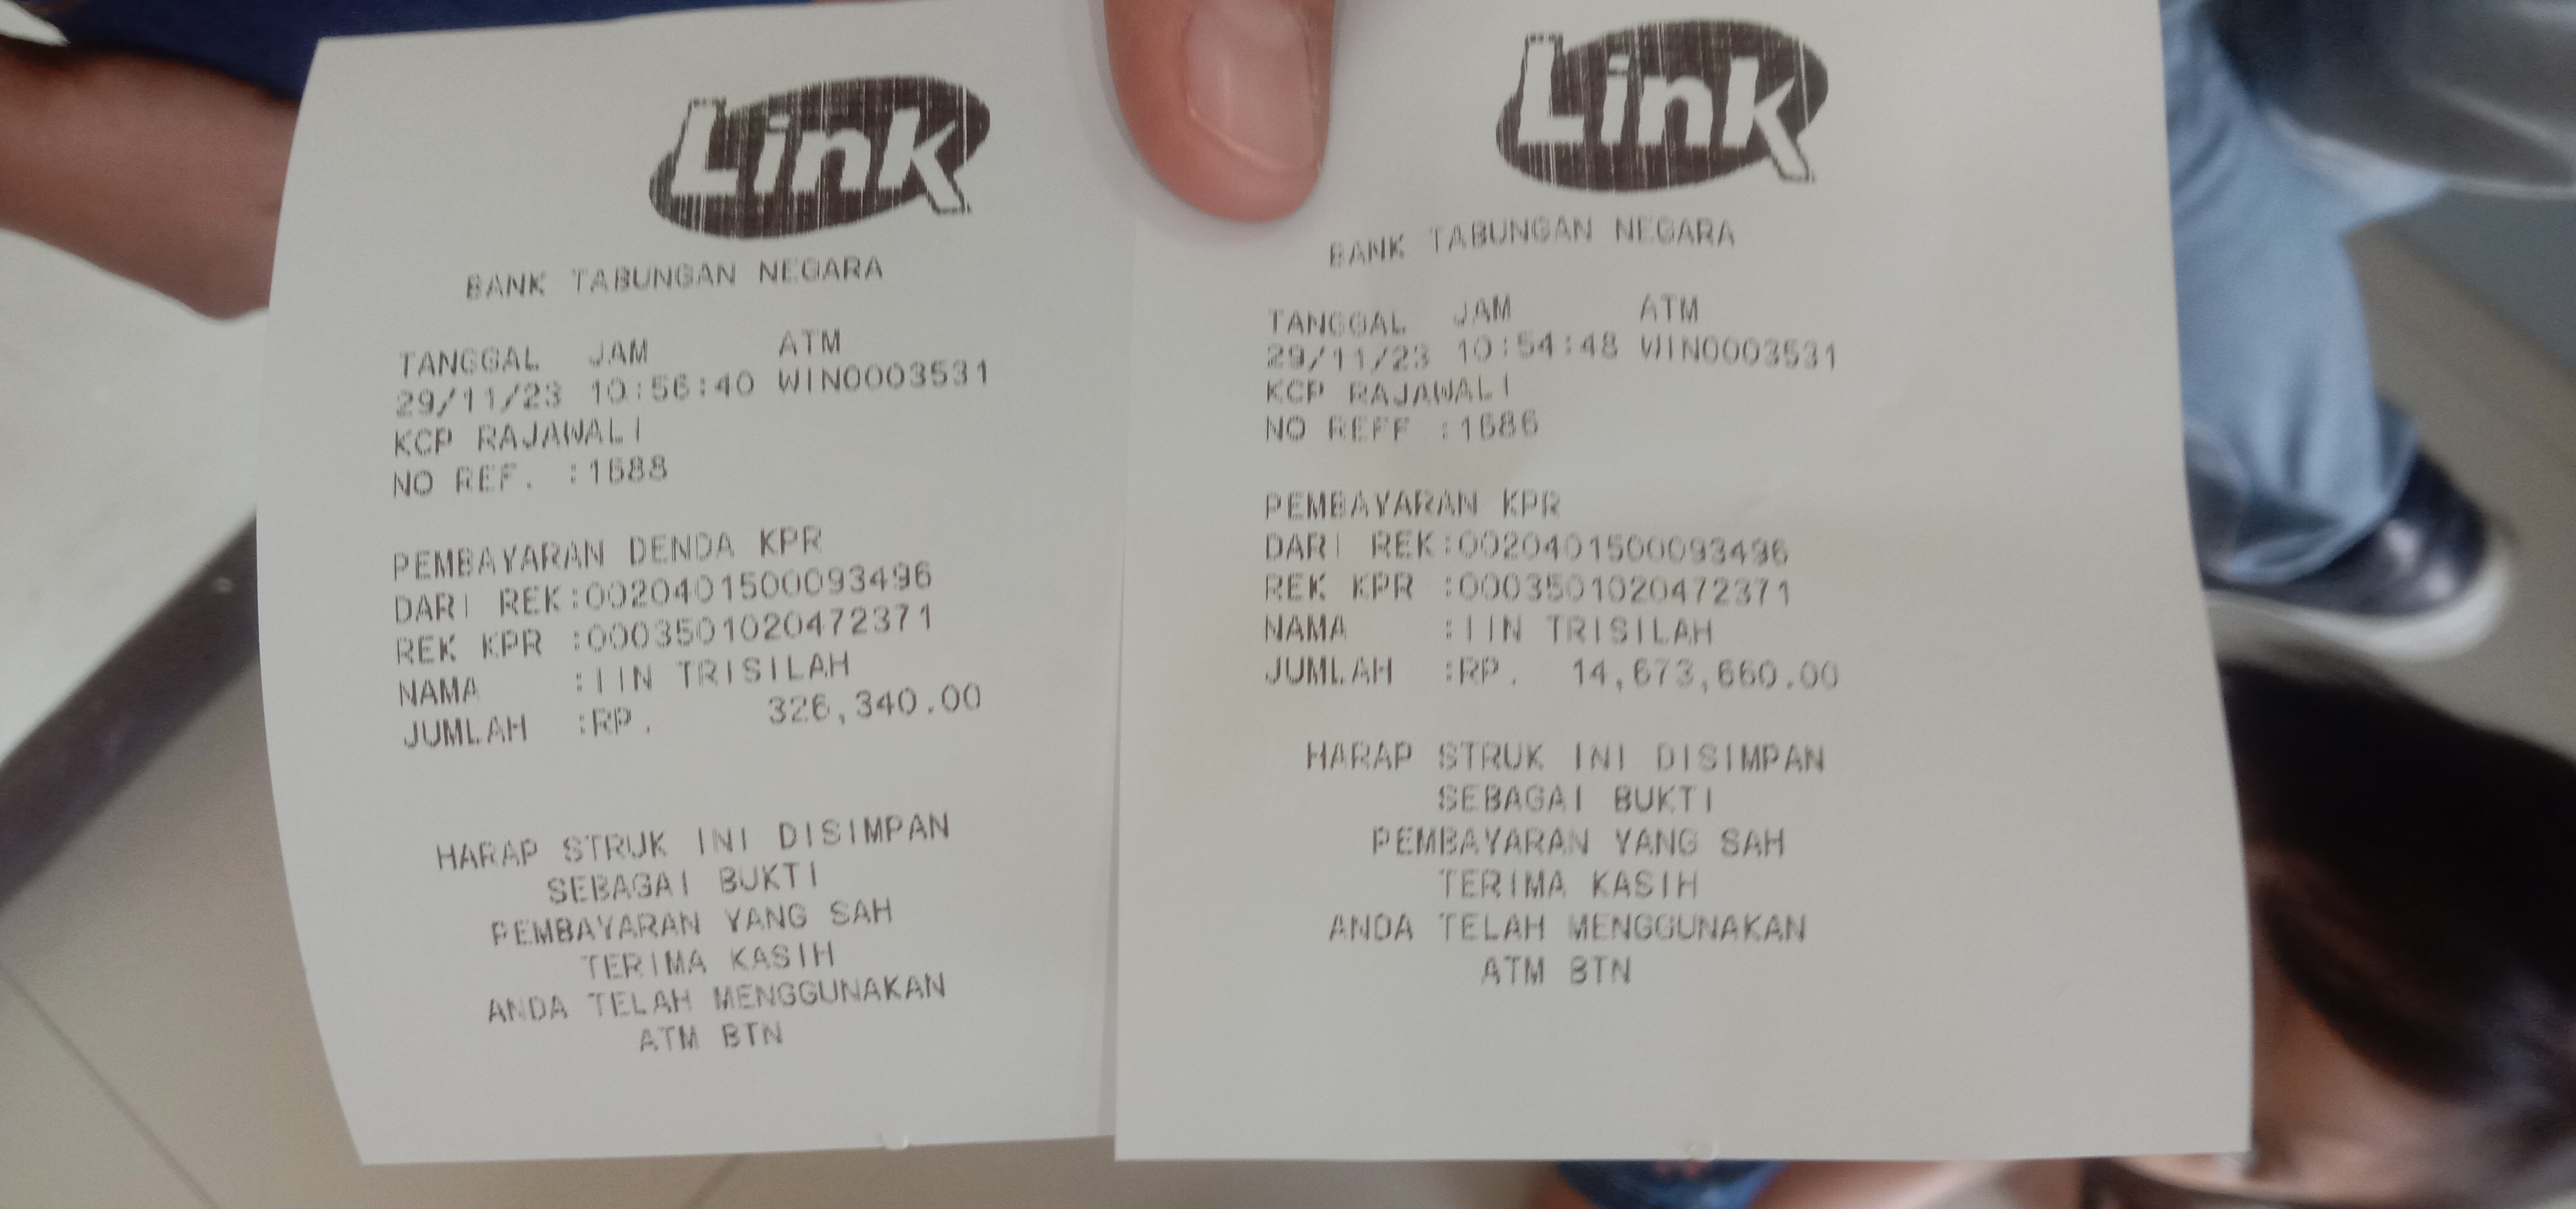 Link
BANK TABUNGAN NEGARA
TANGGAL JAM ATM
29/11/23 10:56:40 WIN0003531
KCP RAJAWALI
NO REF. :1688
PEMBAYARAN DENDA KPR
DARI REK:0020401500093496
REK KPR :0003501020472371
NAMA :IIN TRISILAH
JUMLAH :RP. 326,340.00
HARAP STRUK INI DISIMPAN
SEBAGAI BUKTI
PEMBAYARAN YANG SAH
TERIMA KASIH
ANDA TELAH MENGGUNAKAN
ATM BTN
Link
BANK TABUNGAN NEGARA
TANGGAL JAM ATM
29/11/23 10:54:48 WIN0003531
KCP RAJAWALI
NO REFF :1686
PEMBAYARAN KPR
DARI REK:0020401500093496
REK KPR :0003501020472371
NAMA :IIN TRISILAH
JUMLAH :RP. 14,673,660.00
HARAP STRUK INI DISIMPAN
SEBAGAI BUKTI
PEMBAYARAN YANG SAH
TERIMA KASIH
ANDA TELAH MENGGUNAKAN
ATM BTN